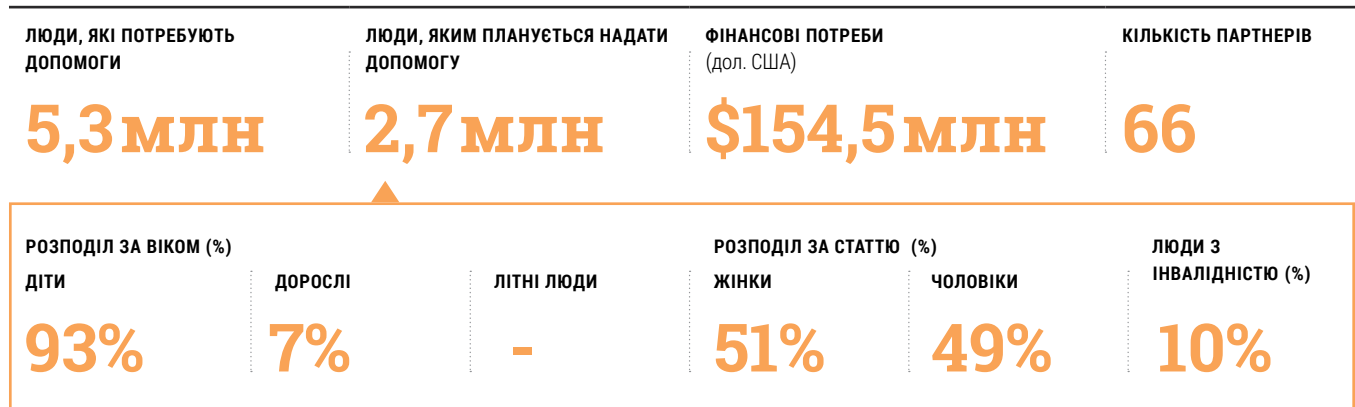 ЛЮДИ, ЯКІ ПОТРЕБУЮТЬ
ДОПОМОГИ
5,3 млн
ЛЮДИ, ЯКИМ ПЛАНУЄТЬСЯ НАДАТИ
ДОПОМОГУ
2,7 млн
ФІНАНСОВІ ПОТРЕБИ
(дол. США)
$154,5 млн
КІЛЬКІСТЬ ПАРТНЕРІВ
66
РОЗПОДІЛ ЗА ВІКОМ (%)
ДІТИ
93%
ДОРОСЛІ
7%
ЛІТНІ ЛЮДИ
-
РОЗПОДІЛ ЗА СТАТТЮ (%)
ЖІНКИ
51%
ЧОЛОВІКИ
49%
ЛЮДИ З
ІНВАЛІДНІСТЮ (%)
10%